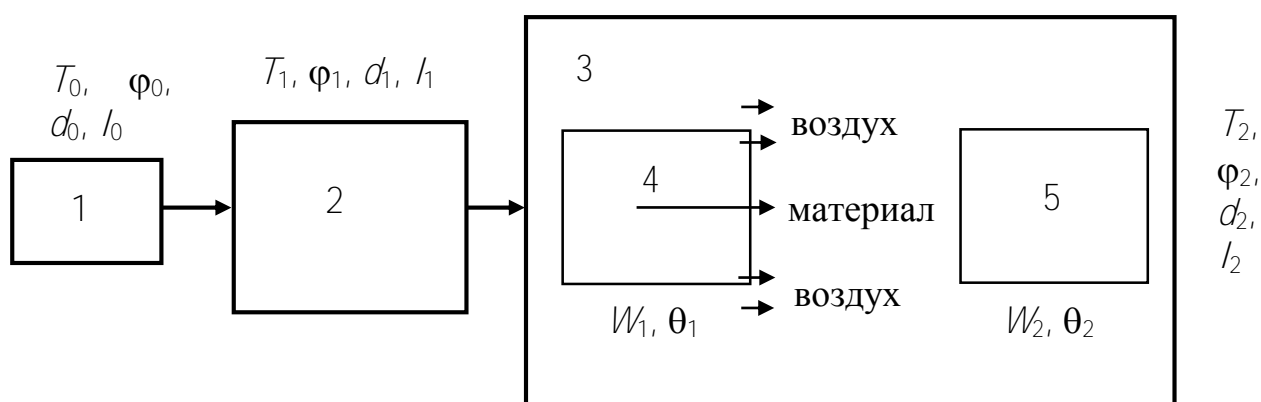 T₀, φ₀,
d₀, I₀
1
T₁, φ₁, d₁, I₁
2
3
воздух
4
материал
воздух
W₁, θ₁
5
W₂, θ₂
T₂,
φ₂,
d₂,
I₂